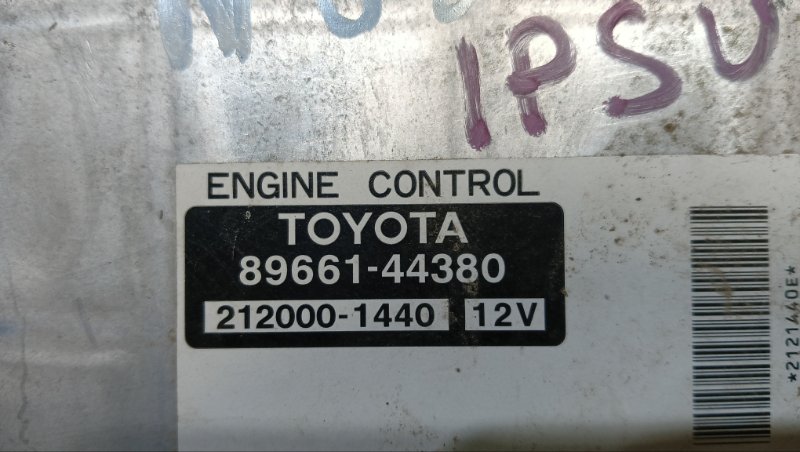 IPSU
ENGINE CONTROL
TOYOTA
89661-44380
212000-1440 12V
*2121440E*